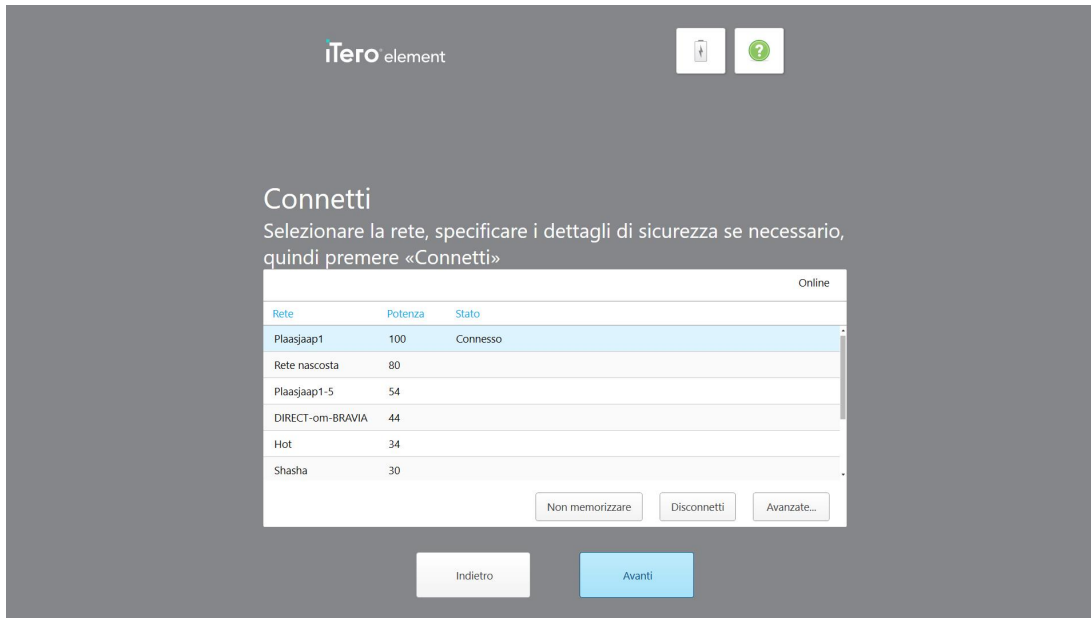 iTero element
Connetti
Selezionare la rete, specificare i dettagli di sicurezza se necessario,
quindi premere «Connetti»
Online
Rete Potenza Stato
Plaasjaap1 100 Connesso
Rete nascosta 80
Plaasjaap1-5 54
DIRECT-om-BRAVIA 44
Hot 34
Shasha 30
Non memorizzare Disconnetti Avanzate...
Indietro Avanti